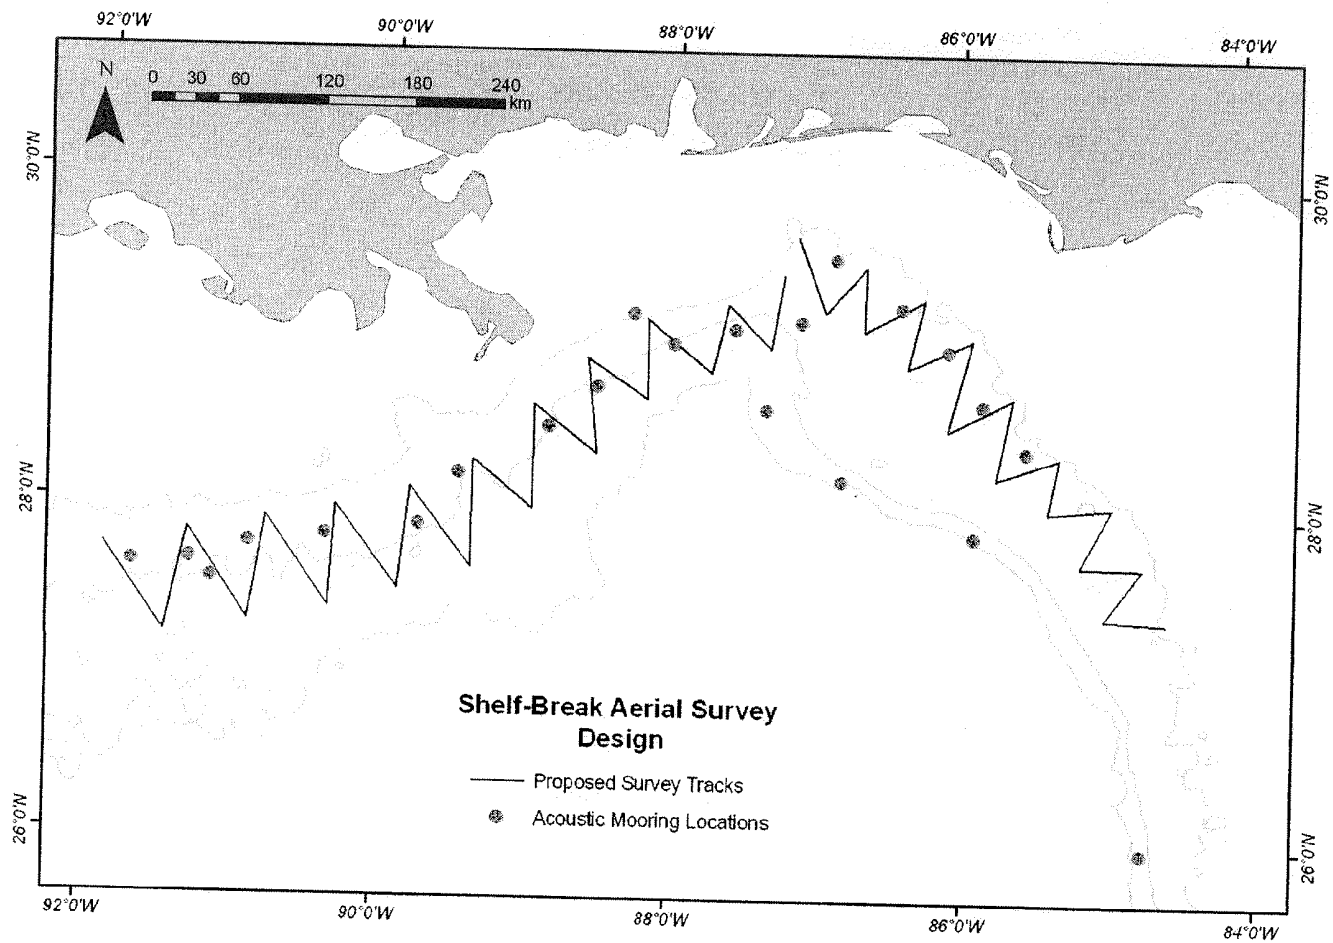 92°0'W 90°0'W 88°0'W 86°0'W 84°0'W
N
0 30 60 120 180 240
km
30°0'N
30°0'N
28°0'N
28°0'N
Shelf-Break Aerial Survey
Design
Proposed Survey Tracks
Acoustic Mooring Locations
26°0'N
26°0'N
92°0'W 90°0'W 88°0'W 86°0'W 84°0'W